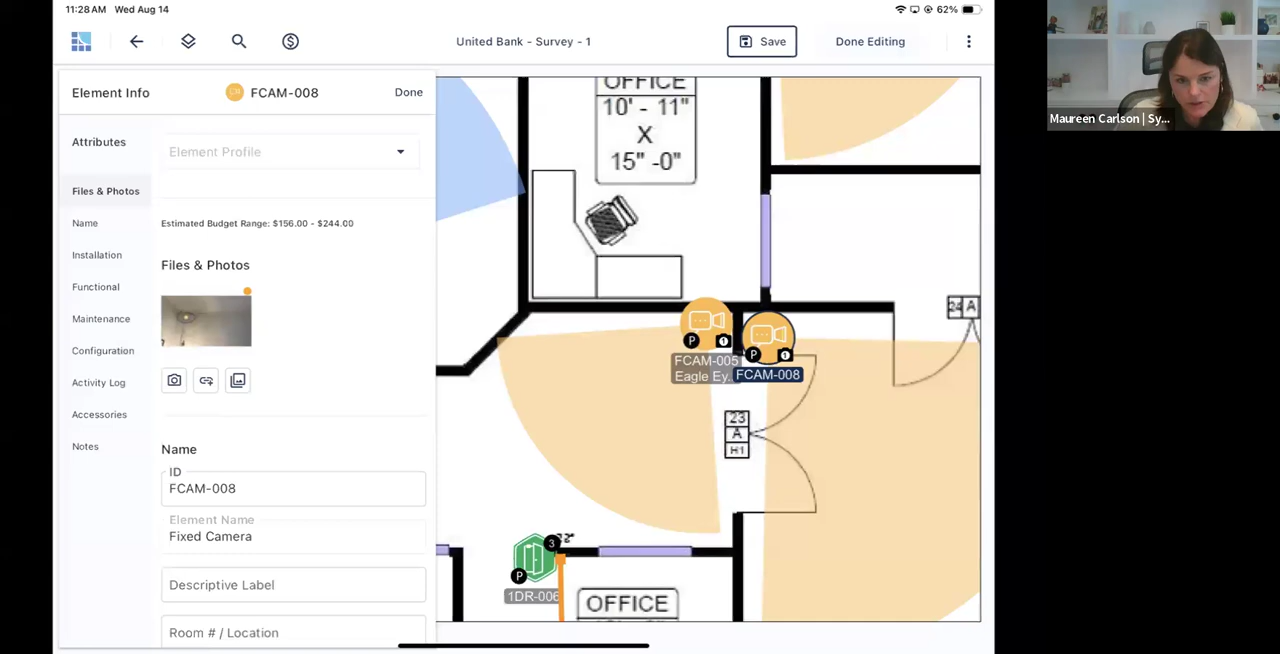 11:28 AM Wed Aug 14
62%
United Bank - Survey - 1
Save
Done Editing
Element Info
FCAM-008
Done
Attributes
Files & Photos
Name
Installation
Functional
Maintenance
Configuration
Activity Log
Accessories
Notes
Element Profile
Estimated Budget Range: $156.00 - $244.00
Files & Photos
Name
ID
FCAM-008
Element Name
Fixed Camera
Descriptive Label
Room # / Location
OFFICE
10' - 11"
X
15" -0"
24 A
P
1
FCAM-005
Eagle Ey...
P
1
FCAM-008
23
A
H1
3
P
1DR-006
OFFICE
Maureen Carlson | Sy...